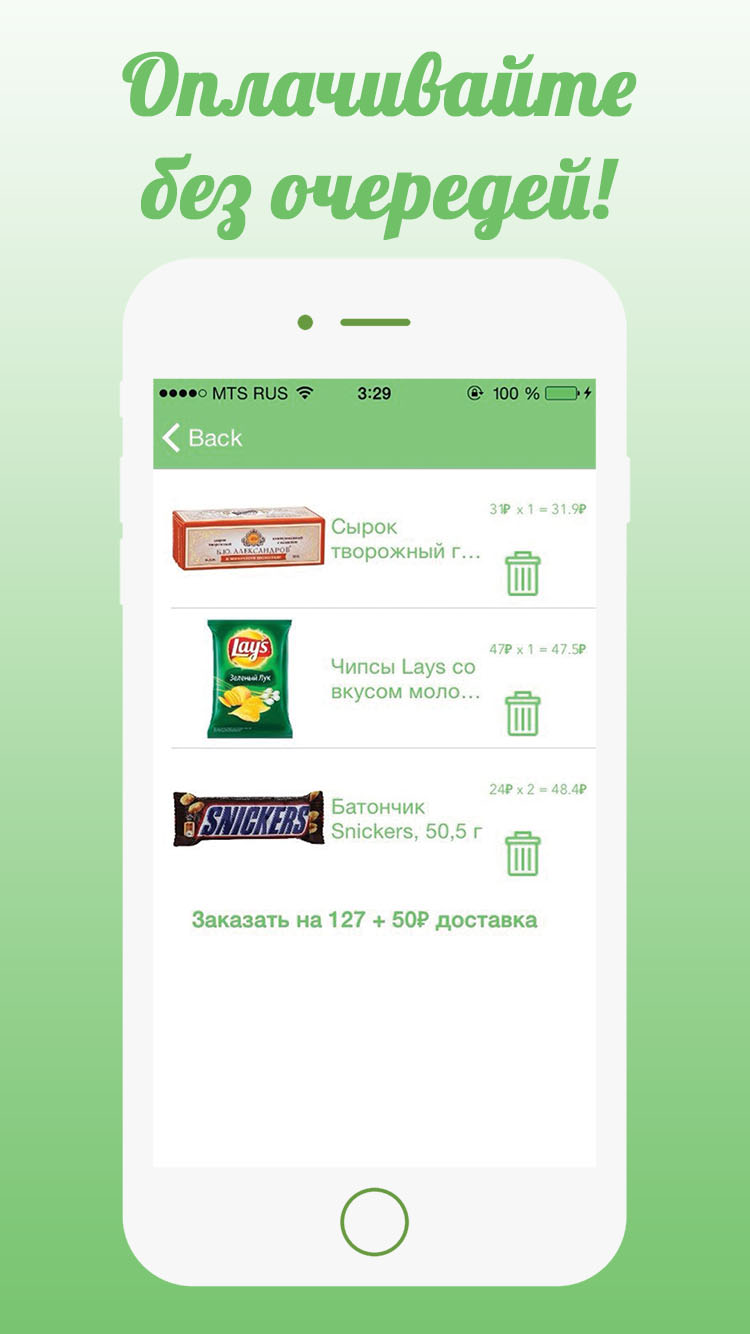 Оплачивайте
без очередей!
MTS RUS 3:29 100 %
Back
31₽ x 1 = 31.9₽
Сырок
творожный г...
Б.Ю. АЛЕКСАНДРОВ
47₽ x 1 = 47.5₽
Lay's
Зеленый Лук
Чипсы Lays со
вкусом моло...
24₽ x 2 = 48.4₽
SNICKERS
Батончик
Snickers, 50,5 г
Заказать на 127 + 50₽ доставка